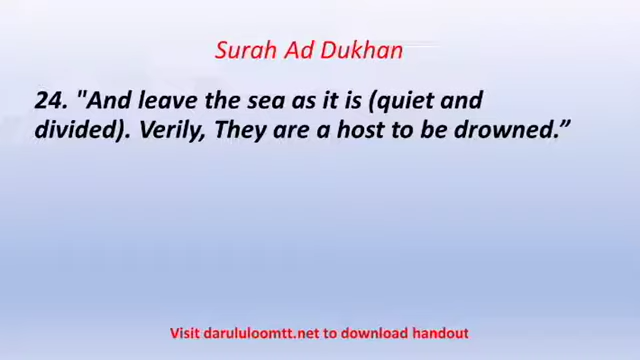 Surah Ad Dukhan
24. "And leave the sea as it is (quiet and
divided). Verily, They are a host to be drowned.”
Visit darululoomtt.net to download handout